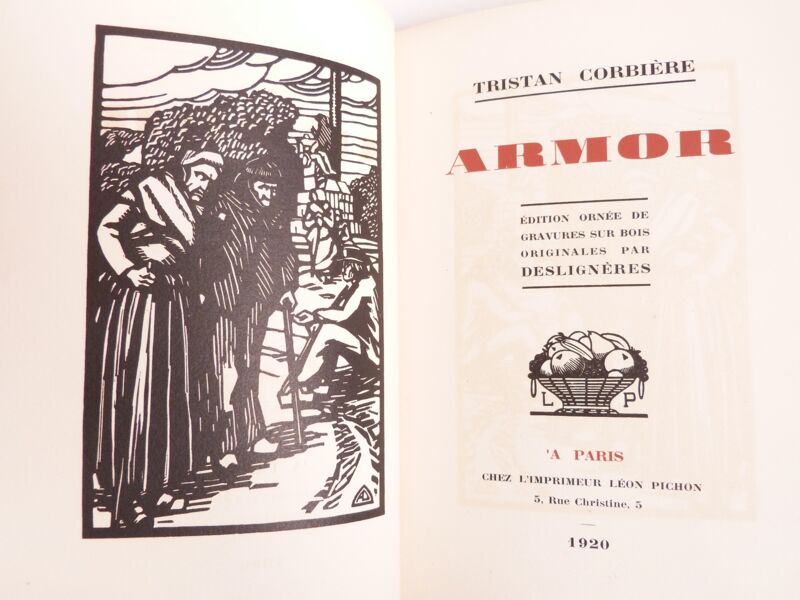 TRISTAN CORBIÈRE
ARMOR
ÉDITION ORNÉE DE
GRAVURES SUR BOIS
ORIGINALES PAR
DESLIGNÈRES
L P
'A PARIS
CHEZ L'IMPRIMEUR LÉON PICHON
5, Rue Christine, 5
1920